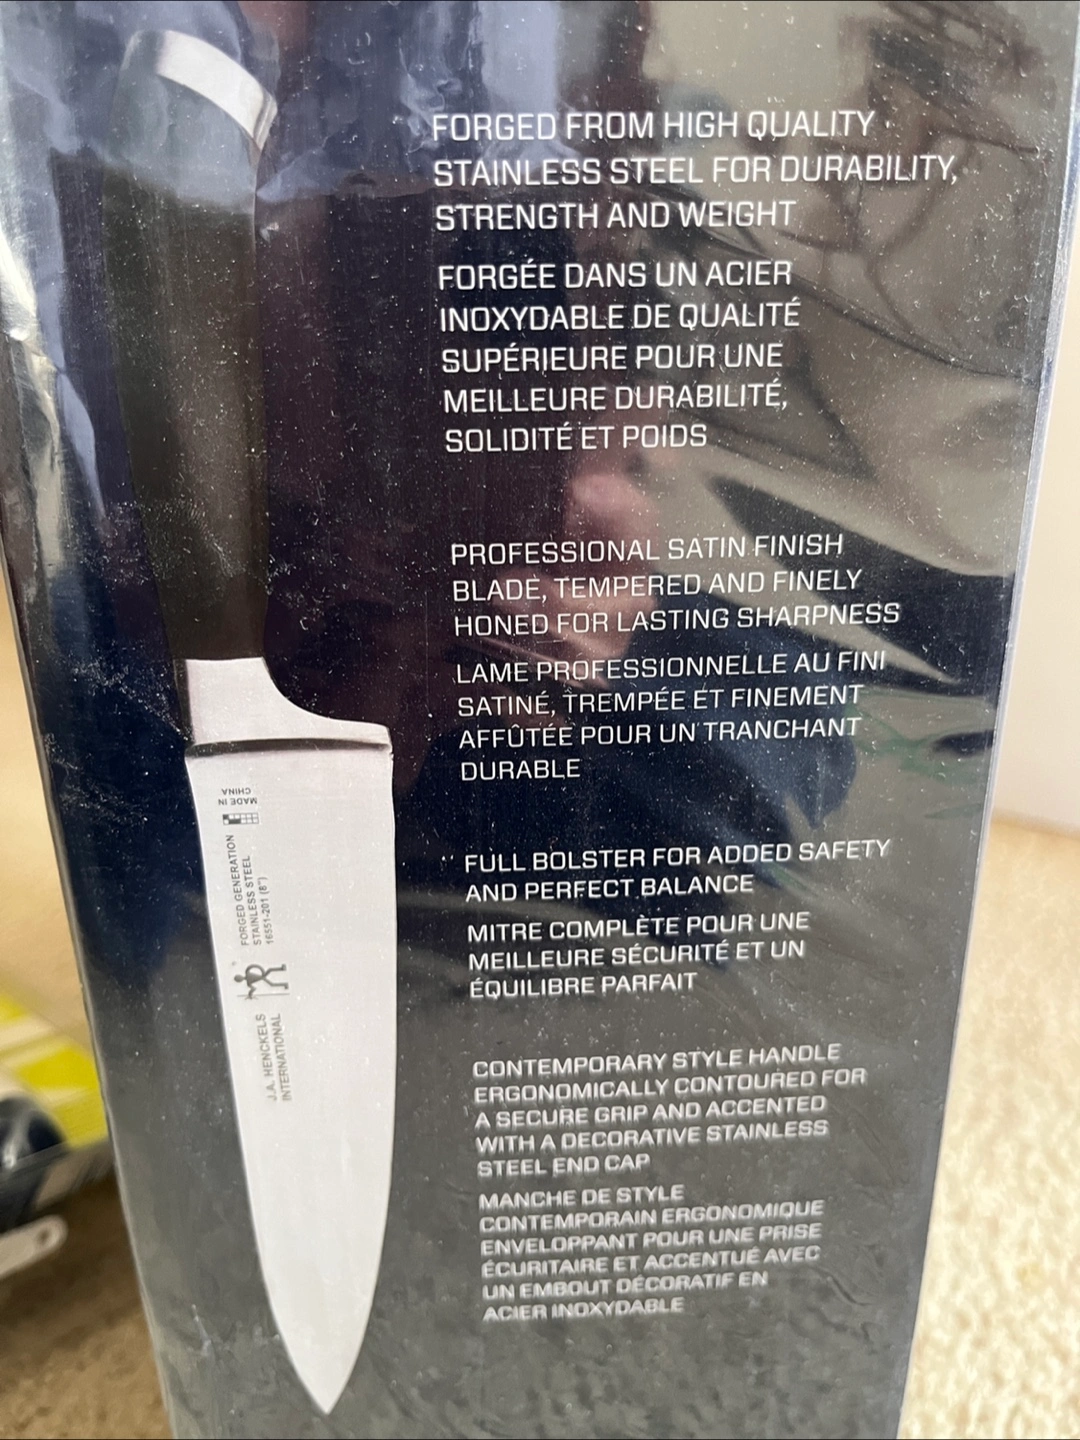 FORGED FROM HIGH QUALITY
STAINLESS STEEL FOR DURABILITY,
STRENGTH AND WEIGHT
FORGÉE DANS UN ACIER
INOXYDABLE DE QUALITÉ
SUPÉRIEURE POUR UNE
MEILLEURE DURABILITÉ,
SOLIDITÉ ET POIDS
PROFESSIONAL SATIN FINISH
BLADE, TEMPERED AND FINELY
HONED FOR LASTING SHARPNESS
LAME PROFESSIONNELLE AU FINI
SATINÉ, TREMPÉE ET FINEMENT
AFFÛTÉE POUR UN TRANCHANT
DURABLE
FULL BOLSTER FOR ADDED SAFETY
AND PERFECT BALANCE
MITRE COMPLÈTE POUR UNE
MEILLEURE SÉCURITÉ ET UN
ÉQUILIBRE PARFAIT
CONTEMPORARY STYLE HANDLE
ERGONOMICALLY CONTOURED FOR
A SECURE GRIP AND ACCENTED
WITH A DECORATIVE STAINLESS
STEEL END CAP
MANCHE DE STYLE
CONTEMPORAIN ERGONOMIQUE
ENVELOPPANT POUR UNE PRISE
ÉCURITAIRE ET ACCENTUÉ AVEC
UN EMBOUT DÉCORATIF EN
ACIER INOXYDABLE
MADE IN
CHINA
FORGED GENERATION
STAINLESS STEEL
16551-201 (8")
J.A. HENCKELS
INTERNATIONAL